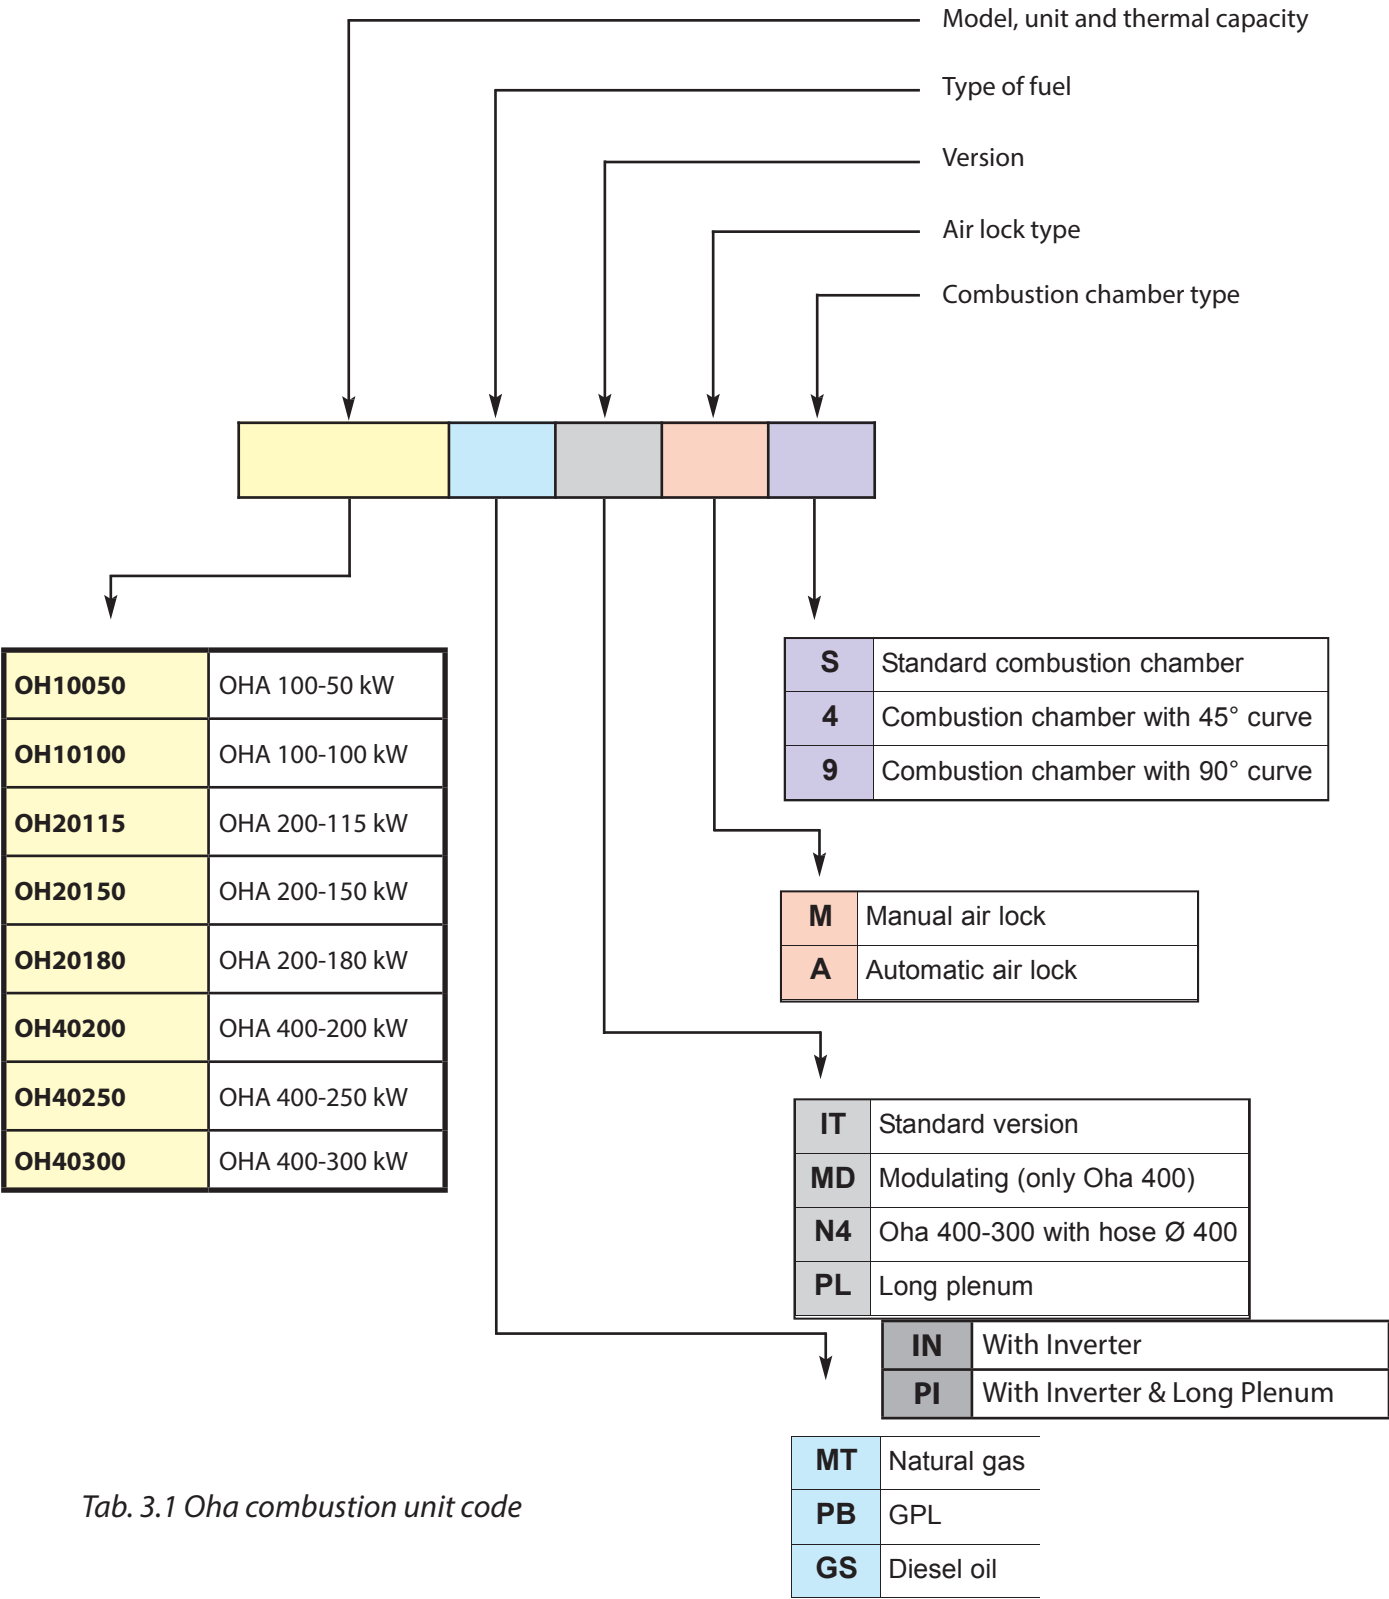 Model, unit and thermal capacity
Type of fuel
Version
Air lock type
Combustion chamber type
OH10050 OHA 100-50 kW
OH10100 OHA 100-100 kW
OH20115 OHA 200-115 kW
OH20150 OHA 200-150 kW
OH20180 OHA 200-180 kW
OH40200 OHA 400-200 kW
OH40250 OHA 400-250 kW
OH40300 OHA 400-300 kW
S Standard combustion chamber
4 Combustion chamber with 45° curve
9 Combustion chamber with 90° curve
M Manual air lock
A Automatic air lock
IT Standard version
MD Modulating (only Oha 400)
N4 Oha 400-300 with hose Ø 400
PL Long plenum
IN With Inverter
PI With Inverter & Long Plenum
MT Natural gas
PB GPL
GS Diesel oil
Tab. 3.1 Oha combustion unit code